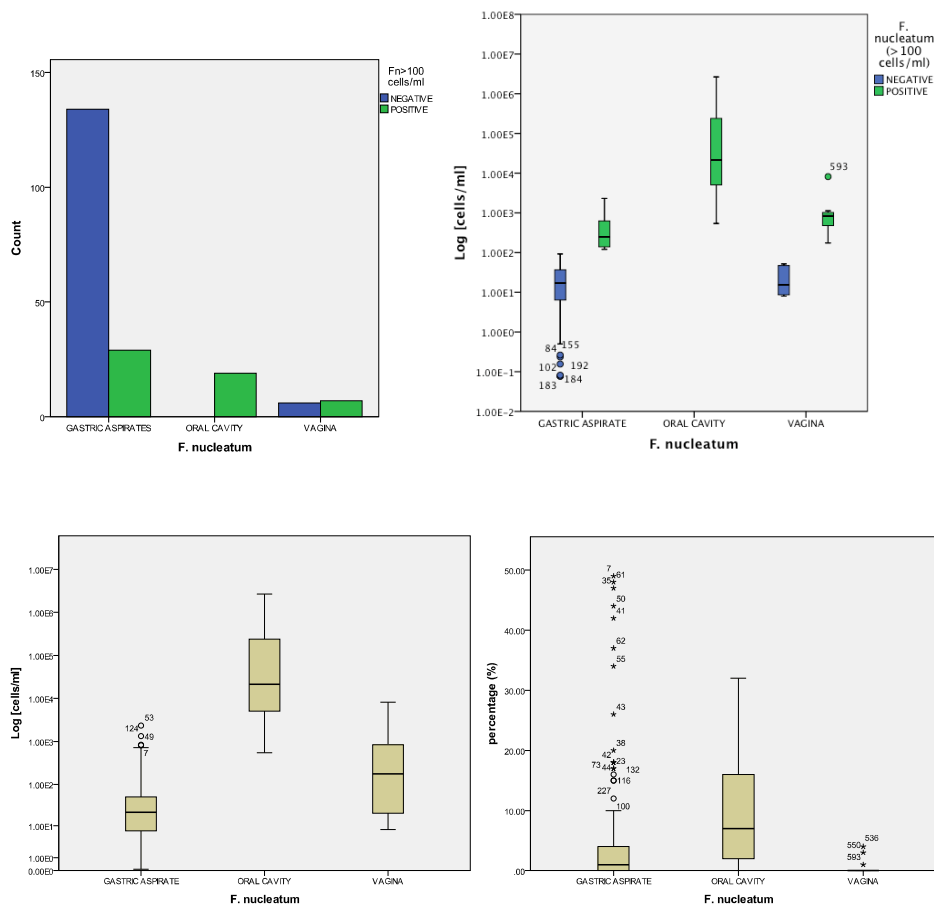 Fn>100
cells/ml
NEGATIVE
POSITIVE
150
100
50
0
Count
GASTRIC ASPIRATES
ORAL CAVITY
VAGINA
F. nucleatum
F.
nucleatum
(>100
cells/ml)
NEGATIVE
POSITIVE
1.00E8
1.00E7
1.00E6
1.00E5
1.00E4
1.00E3
1.00E2
1.00E1
1.00E0
1.00E-1
1.00E-2
Log [cells/ml]
593
84 155
102 192
183 184
GASTRIC ASPIRATE
ORAL CAVITY
VAGINA
F. nucleatum
1.00E7
1.00E6
1.00E5
1.00E4
1.00E3
1.00E2
1.00E1
1.00E0
0.00E0
Log [cells/ml]
53
124 49
7
GASTRIC ASPIRATE
ORAL CAVITY
VAGINA
F. nucleatum
50.00
40.00
30.00
20.00
10.00
.00
percentage (%)
7
35 61
50
41
62
55
43
38
42 23
73 44 132
116
227
100
550 536
593
GASTRIC ASPIRATE
ORAL CAVITY
VAGINA
F. nucleatum